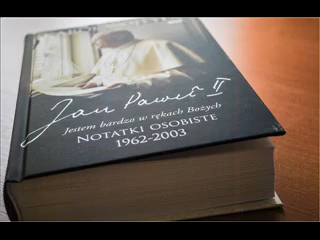 Jan Paweł II
Jestem bardzo w rękach Bożych
NOTATKI OSOBISTE
1962-2003